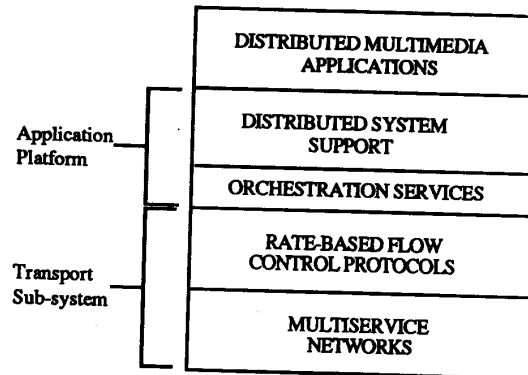 DISTRIBUTED MULTIMEDIA
APPLICATIONS
Application
Platform
DISTRIBUTED SYSTEM
SUPPORT
ORCHESTRATION SERVICES
Transport
Sub-system
RATE-BASED FLOW
CONTROL PROTOCOLS
MULTISERVICE
NETWORKS